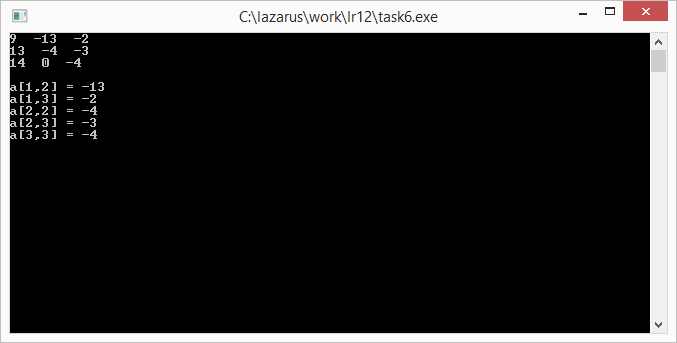 C:\lazarus\work\lr12\task6.exe
9  -13  -2
13  -4  -3
14  0  -4
a[1,2] = -13
a[1,3] = -2
a[2,2] = -4
a[2,3] = -3
a[3,3] = -4